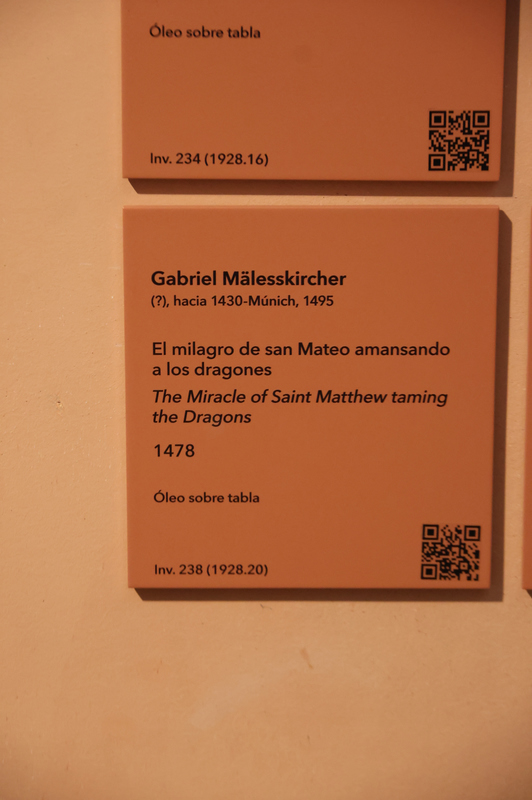 Óleo sobre tabla
Inv. 234 (1928.16)
Gabriel Mälesskircher
(?), hacia 1430-Múnich, 1495
El milagro de san Mateo amansando
a los dragones
The Miracle of Saint Matthew taming
the Dragons
1478
Óleo sobre tabla
Inv. 238 (1928.20)